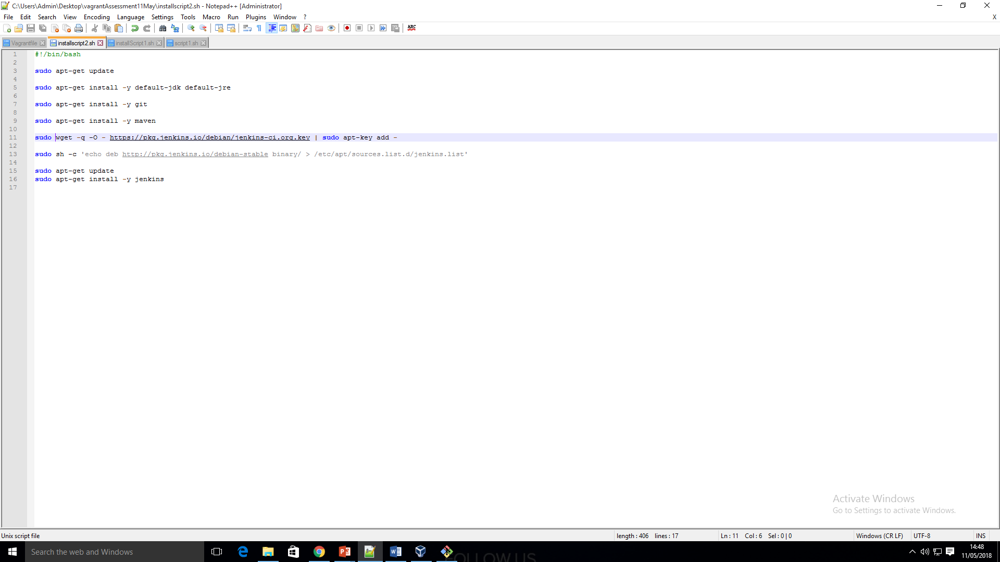 C:\Users\Admin\Desktop\vagrantAssessment11May\installscript2.sh - Notepad++ [Administrator]
File Edit Search View Encoding Language Settings Tools Macro Run Plugins Window ? X
ABC
Vagrantfile installscript2.sh installScript1.sh script1.sh
1 #!/bin/bash
2
3 sudo apt-get update
4
5 sudo apt-get install -y default-jdk default-jre
6
7 sudo apt-get install -y git
8
9 sudo apt-get install -y maven
10
11 sudo wget -q -O - https://pkg.jenkins.io/debian/jenkins-ci.org.key | sudo apt-key add -
12
13 sudo sh -c 'echo deb http://pkg.jenkins.io/debian-stable binary/ > /etc/apt/sources.list.d/jenkins.list'
14
15 sudo apt-get update
16 sudo apt-get install -y jenkins
17
Activate Windows
Go to Settings to activate Windows.
Unix script file length : 406 lines : 17 Ln : 11 Col : 6 Sel : 0 | 0 Windows (CR LF) UTF-8 INS
Search the web and Windows
FOLLOW US
14:48
11/05/2018